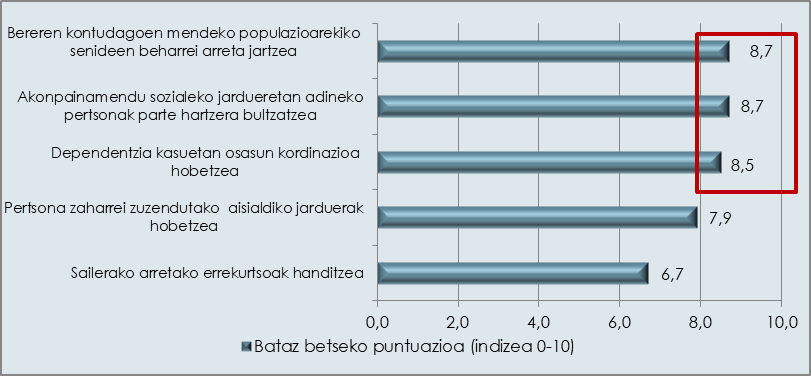 Bereren kontudagoen mendeko populazioarekiko
senideen beharrei arreta jartzea
8,7
Akonpainamendu sozialeko jardueretan adineko
pertsonak parte hartzera bultzatzea
8,7
Dependentzia kasuetan osasun kordinazioa
hobetzea
8,5
Pertsona zaharrei zuzendutako aisialdiko jarduerak
hobetzea
7,9
Sailerako arretako errekurtsoak handitzea
6,7
0,0 2,0 4,0 6,0 8,0 10,0
Bataz betseko puntuazioa (indizea 0-10)